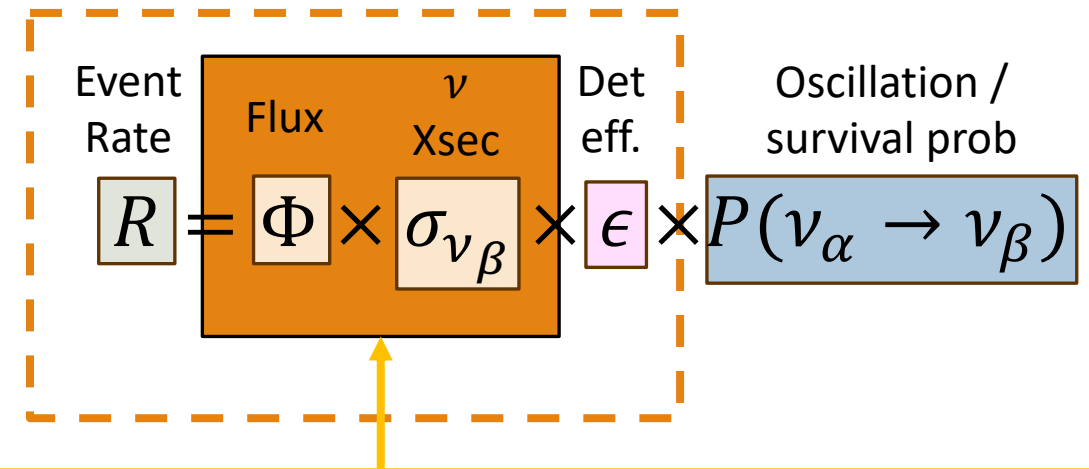 Event Rate
Flux
ν Xsec
Det eff.
Oscillation / survival prob
R = Φ × σ_{ν_β} × ϵ × P(ν_α → ν_β)